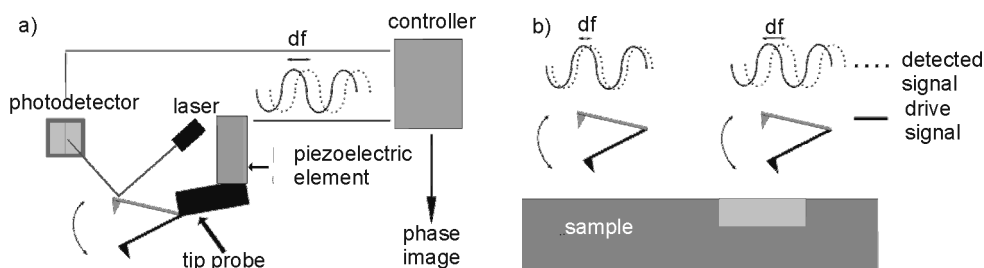 a)
controller
df
photodetector
laser
piezoelectric
element
tip probe
phase
image
b)
df
df
detected
signal
drive
signal
sample